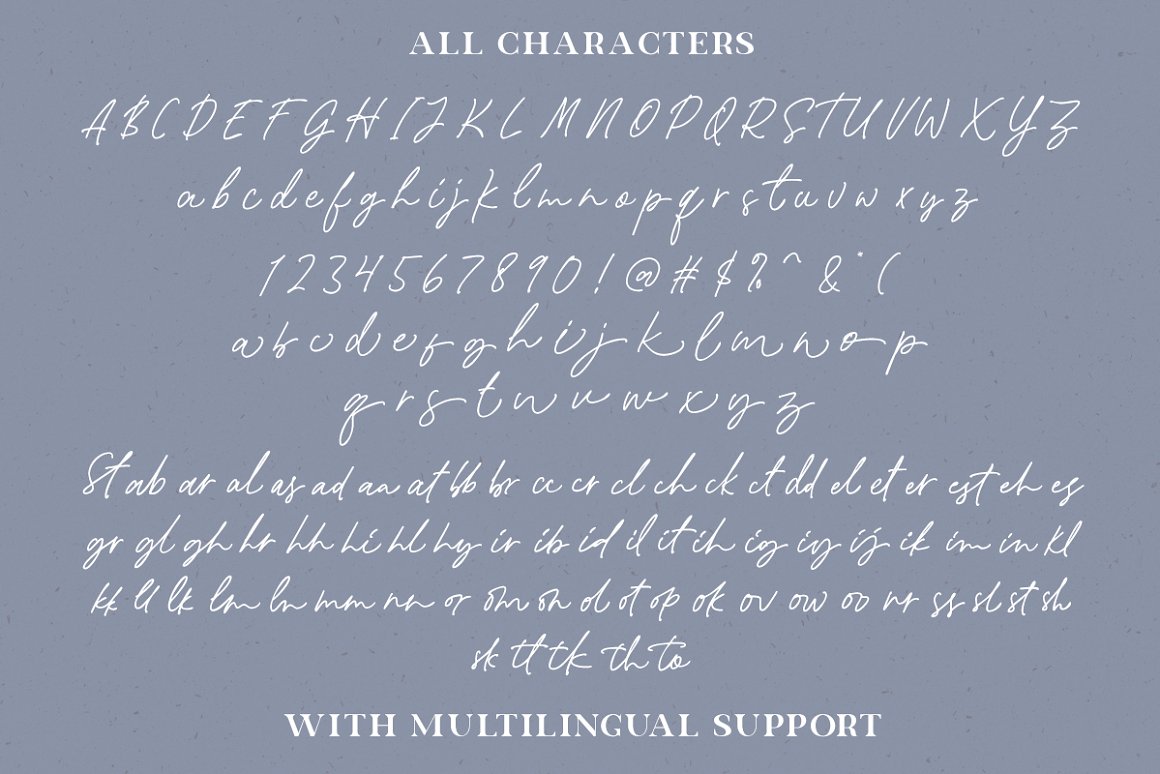 ALL CHARACTERS
A B C D E F G H I J K L M N O P Q R S T U V W X Y Z
a b c d e f g h i j k l m n o p q r s t u v w x y z
1 2 3 4 5 6 7 8 9 0 ! @ # $ % ^ & * (
a b c d e f g h i j k l m n o p
q r s t u v w x y z
St ab ar al as ad aa at bb br cc cr cl ch ck ct dd el et er est eh es
gr gl gh hr hh hi hl hy ir ib id il it ih ig iy ij ik im in kl
kk ll lk lm ln mm nn or om on ol ot op ok ov ow oo nr ss sl st sh
sk tt tk th to
WITH MULTILINGUAL SUPPORT